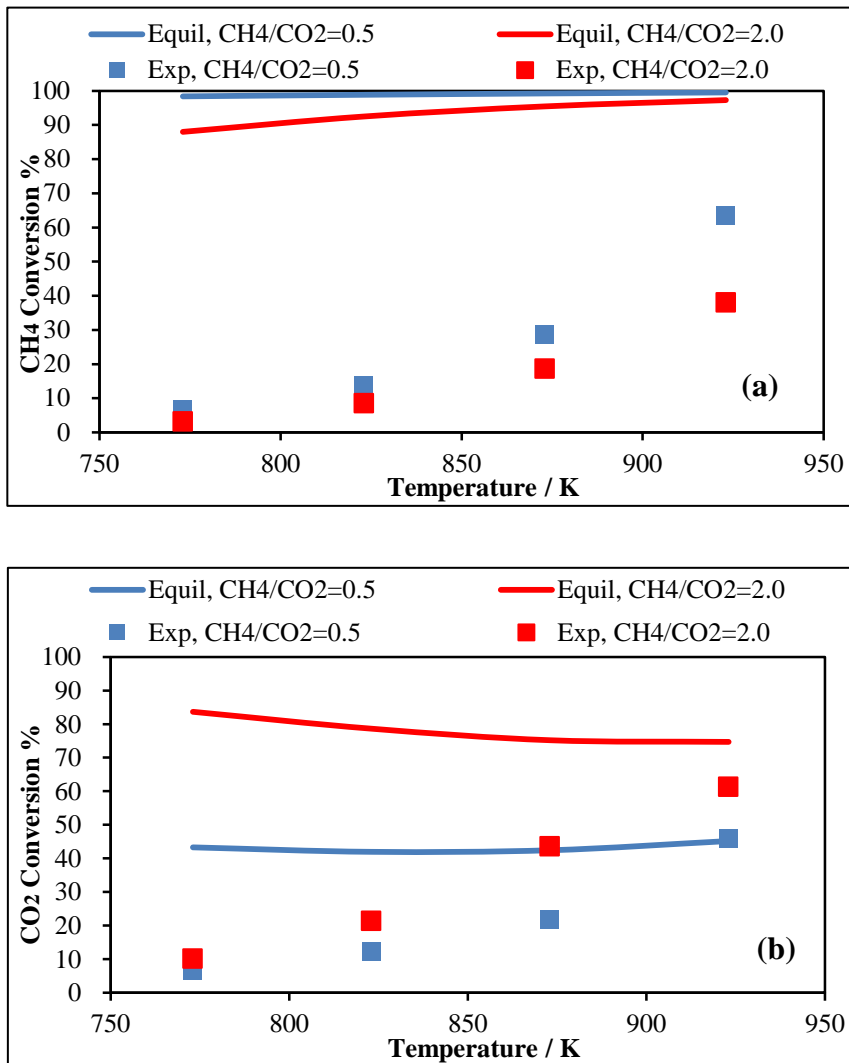 Equil, CH4/CO2=0.5 Equil, CH4/CO2=2.0
Exp, CH4/CO2=0.5 Exp, CH4/CO2=2.0
100
90
80
70
60
50
40
30
20
10
0
CH4 Conversion %
(a)
750 800 850 900 950
Temperature / K
Equil, CH4/CO2=0.5 Equil, CH4/CO2=2.0
Exp, CH4/CO2=0.5 Exp, CH4/CO2=2.0
100
90
80
70
60
50
40
30
20
10
0
CO2 Conversion %
(b)
750 800 850 900 950
Temperature / K